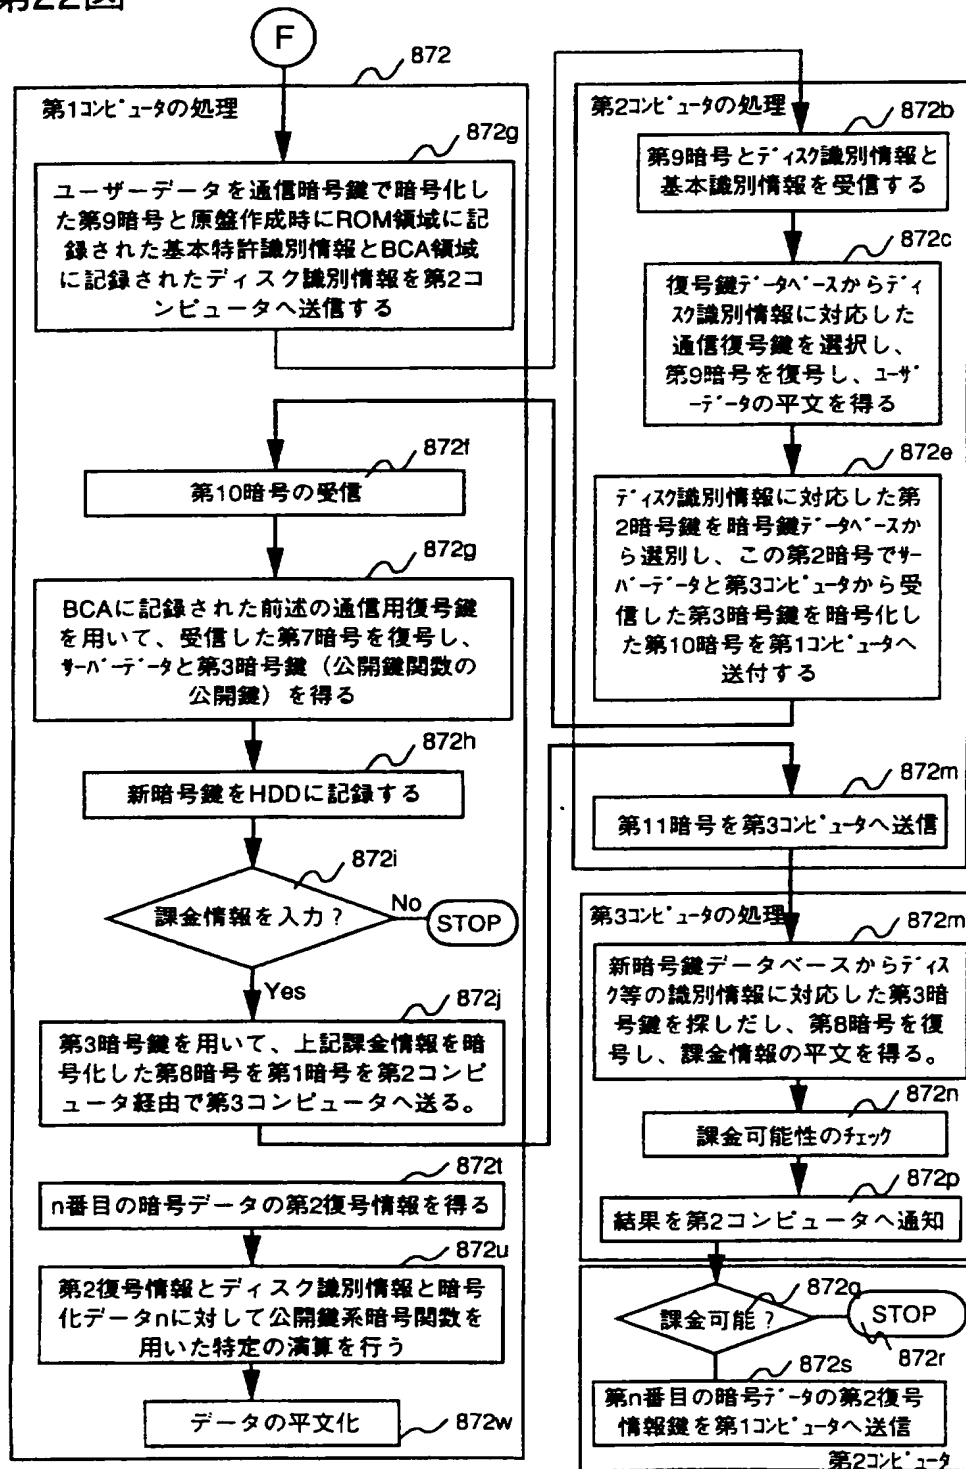 第22図
F
872
第1ｺﾝﾋﾟｭｰﾀの処理
872g
ユーザーデータを通信暗号鍵で暗号化し
た第9暗号と原盤作成時にROM領域に記
録された基本特許識別情報とBCA領域
に記録されたディスク識別情報を第2コ
ンピュータへ送信する
872f
第10暗号の受信
872g
BCAに記録された前述の通信用復号鍵
を用いて、受信した第7暗号を復号し、
ｻｰﾊﾞｰﾃﾞｰﾀと第3暗号鍵（公開鍵関数の
公開鍵）を得る
872h
新暗号鍵をHDDに記録する
872i
課金情報を入力？
No
STOP
Yes
872j
第3暗号鍵を用いて、上記課金情報を暗
号化した第8暗号を第1暗号を第2コンピ
ュータ経由で第3コンピュータへ送る。
872t
n番目の暗号データの第2復号情報を得る
872u
第2復号情報とディスク識別情報と暗号
化データnに対して公開鍵系暗号関数を
用いた特定の演算を行う
データの平文化
872w
第2ｺﾝﾋﾟｭｰﾀの処理
872b
第9暗号とﾃﾞｨｽｸ識別情報と
基本識別情報を受信する
872c
復号鍵ﾃﾞｰﾀﾍﾞｰｽからﾃﾞｨ
ｽｸ識別情報に対応した
通信復号鍵を選択し、
第9暗号を復号し、ﾕｰｻﾞ
ｰﾃﾞｰﾀの平文を得る
872e
ﾃﾞｨｽｸ識別情報に対応した第
2暗号鍵を暗号鍵ﾃﾞｰﾀﾍﾞｰｽか
ら選別し、この第2暗号でｻｰ
ﾊﾞｰﾃﾞｰﾀと第3ｺﾝﾋﾟｭｰﾀから受
信した第3暗号鍵を暗号化し
た第10暗号を第1ｺﾝﾋﾟｭｰﾀへ
送付する
872m
第11暗号を第3ｺﾝﾋﾟｭｰﾀへ送信
第3ｺﾝﾋﾟｭｰﾀの処理
872m
新暗号鍵データベースからﾃﾞｨｽ
ｸ等の識別情報に対応した第3暗
号鍵を探しだし、第8暗号を復
号し、課金情報の平文を得る。
872n
課金可能性のﾁｪｯｸ
872p
結果を第2コンピュータへ通知
872q
課金可能？
STOP
872r
872s
第n番目の暗号ﾃﾞｰﾀの第2復号
情報鍵を第1ｺﾝﾋﾟｭｰﾀへ送信
第2ｺﾝﾋﾟｭｰﾀ